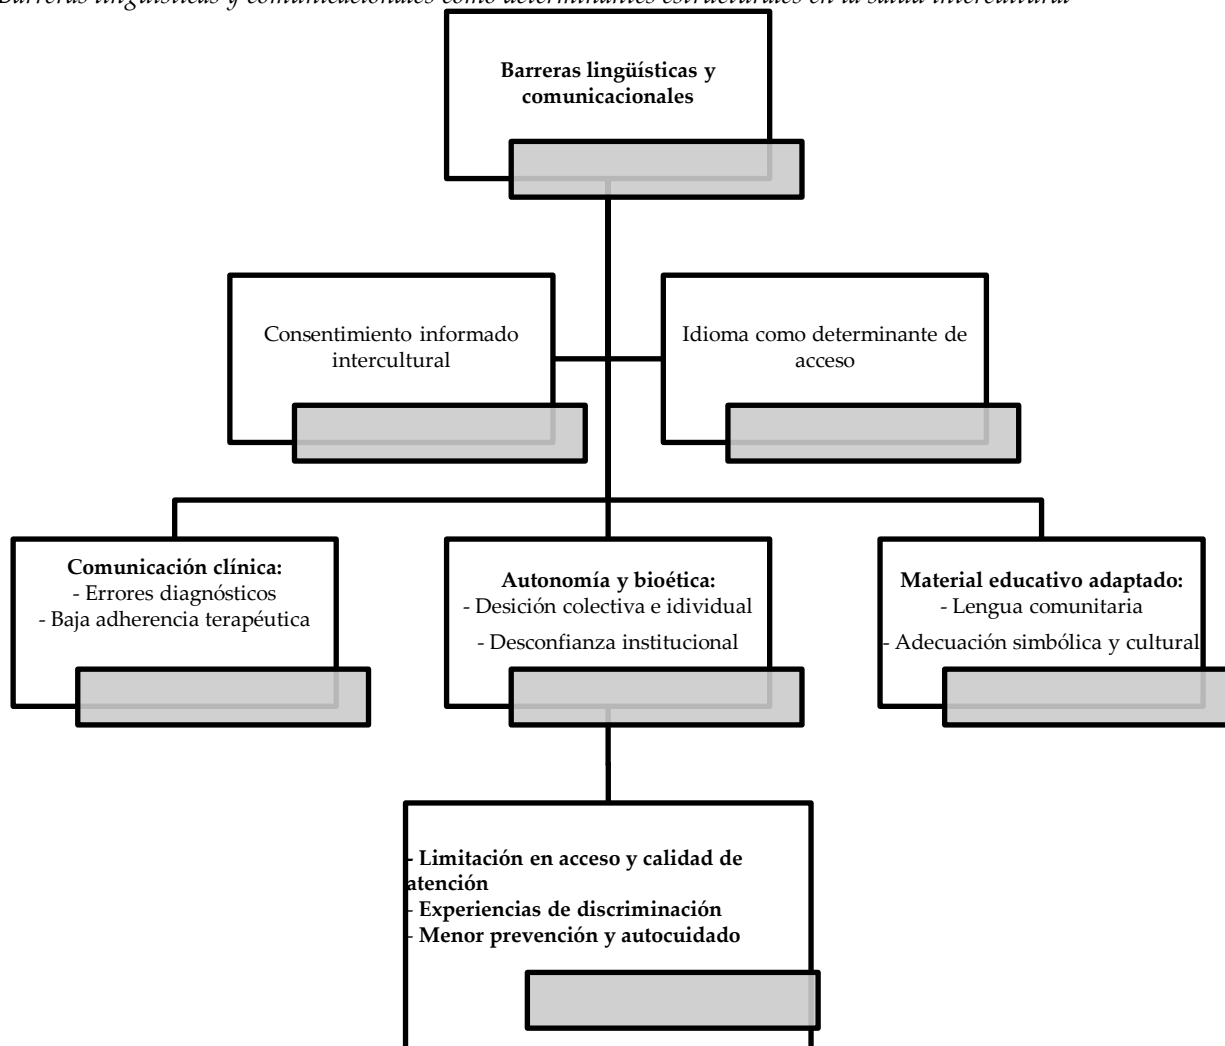 Barreras lingüísticas y comunicacionales como determinantes estructurales en la salud intercultural
Barreras lingüísticas y
comunicacionales
Consentimiento informado
intercultural
Idioma como determinante de
acceso
Comunicación clínica:
- Errores diagnósticos
- Baja adherencia terapéutica
Autonomía y bioética:
- Desición colectiva e idividual
- Desconfianza institucional
Material educativo adaptado:
- Lengua comunitaria
- Adecuación simbólica y cultural
- Limitación en acceso y calidad de
atención
- Experiencias de discriminación
- Menor prevención y autocuidado